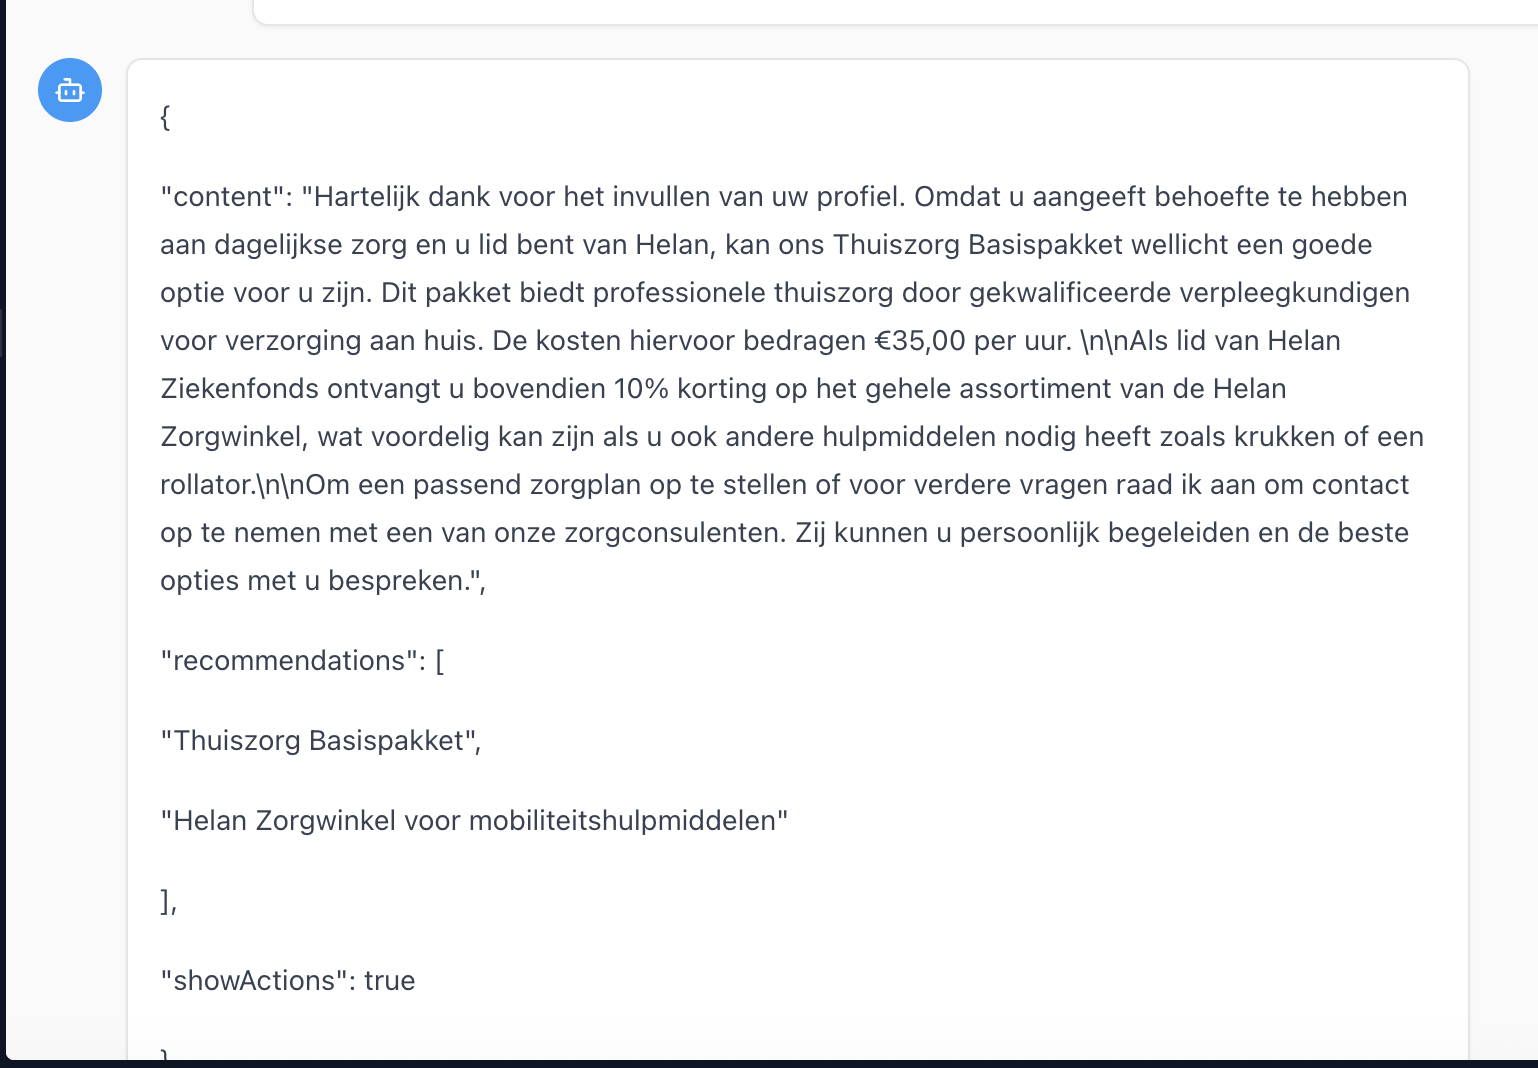 {
"content": "Hartelijk dank voor het invullen van uw profiel. Omdat u aangeeft behoefte te hebben
aan dagelijkse zorg en u lid bent van Helan, kan ons Thuiszorg Basispakket wellicht een goede
optie voor u zijn. Dit pakket biedt professionele thuiszorg door gekwalificeerde verpleegkundigen
voor verzorging aan huis. De kosten hiervoor bedragen €35,00 per uur. \n\nAls lid van Helan
Ziekenfonds ontvangt u bovendien 10% korting op het gehele assortiment van de Helan
Zorgwinkel, wat voordelig kan zijn als u ook andere hulpmiddelen nodig heeft zoals krukken of een
rollator.\n\nOm een passend zorgplan op te stellen of voor verdere vragen raad ik aan om contact
op te nemen met een van onze zorgconsulenten. Zij kunnen u persoonlijk begeleiden en de beste
opties met u bespreken.",
"recommendations": [
"Thuiszorg Basispakket",
"Helan Zorgwinkel voor mobiliteitshulpmiddelen"
],
"showActions": true
}